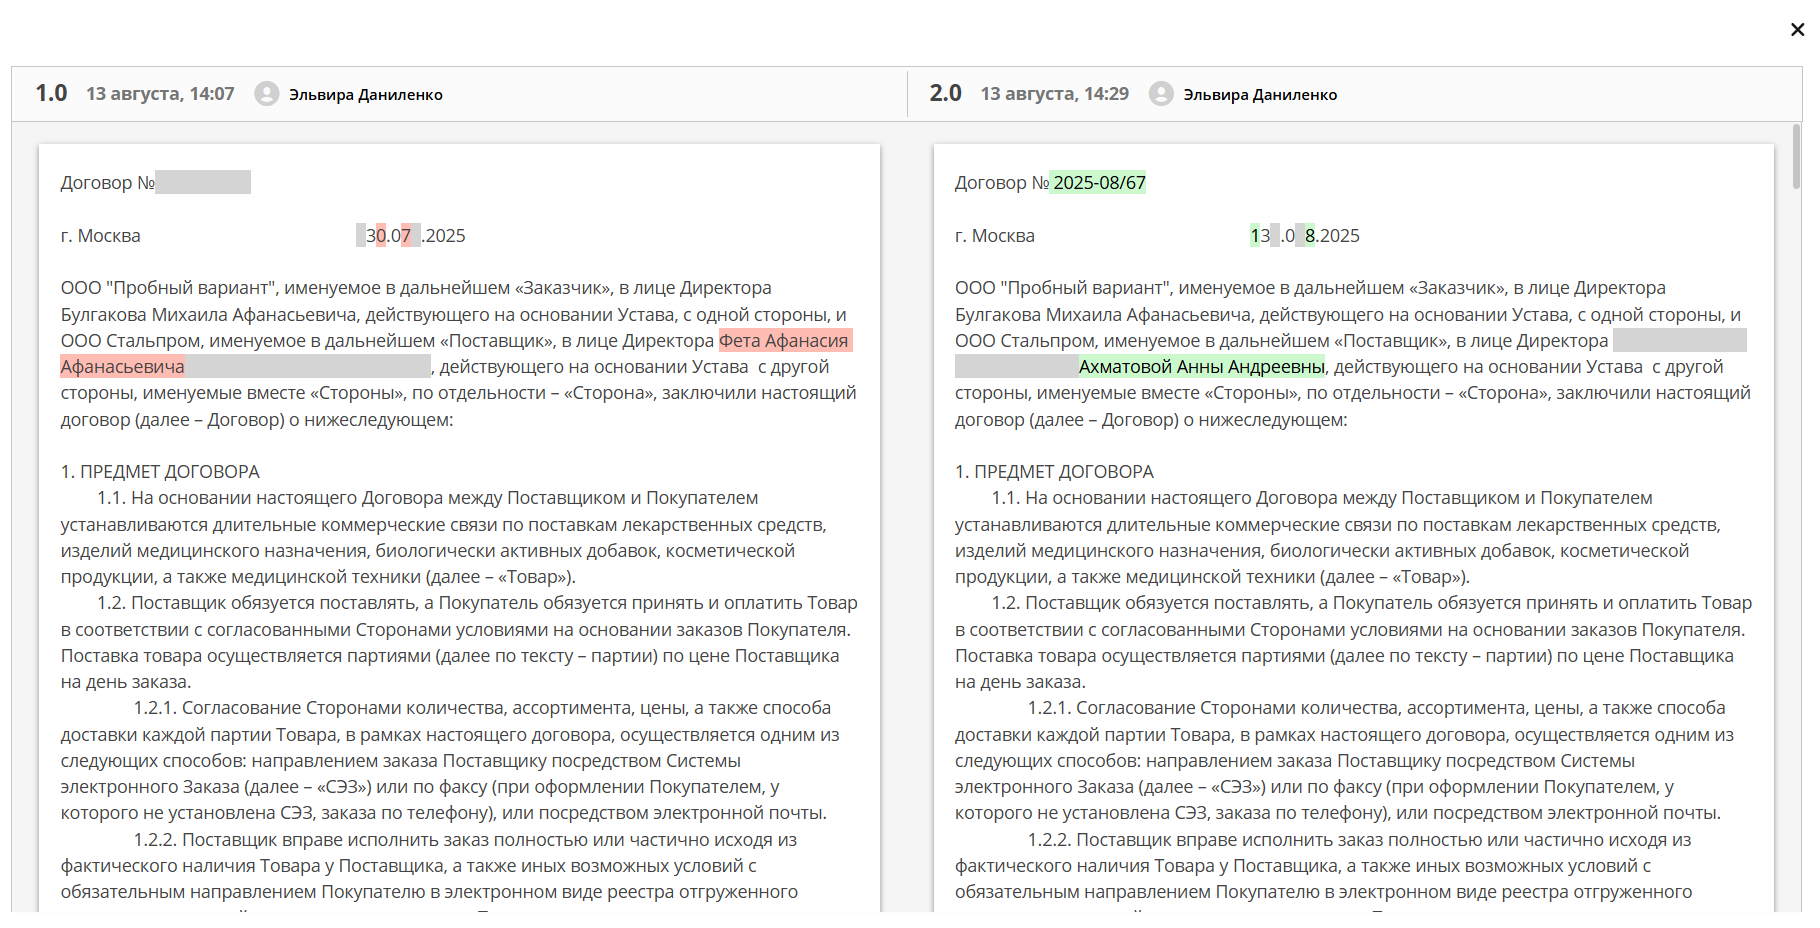 1.0 13 августа, 14:07 Эльвира Даниленко
Договор №
г. Москва 30.07 .2025
ООО "Пробный вариант", именуемое в дальнейшем «Заказчик», в лице Директора
Булгакова Михаила Афанасьевича, действующего на основании Устава, с одной стороны, и
ООО Стальпром, именуемое в дальнейшем «Поставщик», в лице Директора Фета Афанасия
Афанасьевича , действующего на основании Устава с другой
стороны, именуемые вместе «Стороны», по отдельности – «Сторона», заключили настоящий
договор (далее – Договор) о нижеследующем:
1. ПРЕДМЕТ ДОГОВОРА
1.1. На основании настоящего Договора между Поставщиком и Покупателем
устанавливаются длительные коммерческие связи по поставкам лекарственных средств,
изделий медицинского назначения, биологически активных добавок, косметической
продукции, а также медицинской техники (далее – «Товар»).
1.2. Поставщик обязуется поставлять, а Покупатель обязуется принять и оплатить Товар
в соответствии с согласованными Сторонами условиями на основании заказов Покупателя.
Поставка товара осуществляется партиями (далее по тексту – партии) по цене Поставщика
на день заказа.
1.2.1. Согласование Сторонами количества, ассортимента, цены, а также способа
доставки каждой партии Товара, в рамках настоящего договора, осуществляется одним из
следующих способов: направлением заказа Поставщику посредством Системы
электронного Заказа (далее – «СЭЗ») или по факсу (при оформлении Покупателем, у
которого не установлена СЭЗ, заказа по телефону), или посредством электронной почты.
1.2.2. Поставщик вправе исполнить заказ полностью или частично исходя из
фактического наличия Товара у Поставщика, а также иных возможных условий с
обязательным направлением Покупателю в электронном виде реестра отгруженного
2.0 13 августа, 14:29 Эльвира Даниленко
Договор № 2025-08/67
г. Москва 13 .0 8.2025
ООО "Пробный вариант", именуемое в дальнейшем «Заказчик», в лице Директора
Булгакова Михаила Афанасьевича, действующего на основании Устава, с одной стороны, и
ООО Стальпром, именуемое в дальнейшем «Поставщик», в лице Директора
Ахматовой Анны Андреевны, действующего на основании Устава с другой
стороны, именуемые вместе «Стороны», по отдельности – «Сторона», заключили настоящий
договор (далее – Договор) о нижеследующем:
1. ПРЕДМЕТ ДОГОВОРА
1.1. На основании настоящего Договора между Поставщиком и Покупателем
устанавливаются длительные коммерческие связи по поставкам лекарственных средств,
изделий медицинского назначения, биологически активных добавок, косметической
продукции, а также медицинской техники (далее – «Товар»).
1.2. Поставщик обязуется поставлять, а Покупатель обязуется принять и оплатить Товар
в соответствии с согласованными Сторонами условиями на основании заказов Покупателя.
Поставка товара осуществляется партиями (далее по тексту – партии) по цене Поставщика
на день заказа.
1.2.1. Согласование Сторонами количества, ассортимента, цены, а также способа
доставки каждой партии Товара, в рамках настоящего договора, осуществляется одним из
следующих способов: направлением заказа Поставщику посредством Системы
электронного Заказа (далее – «СЭЗ») или по факсу (при оформлении Покупателем, у
которого не установлена СЭЗ, заказа по телефону), или посредством электронной почты.
1.2.2. Поставщик вправе исполнить заказ полностью или частично исходя из
фактического наличия Товара у Поставщика, а также иных возможных условий с
обязательным направлением Покупателю в электронном виде реестра отгруженного